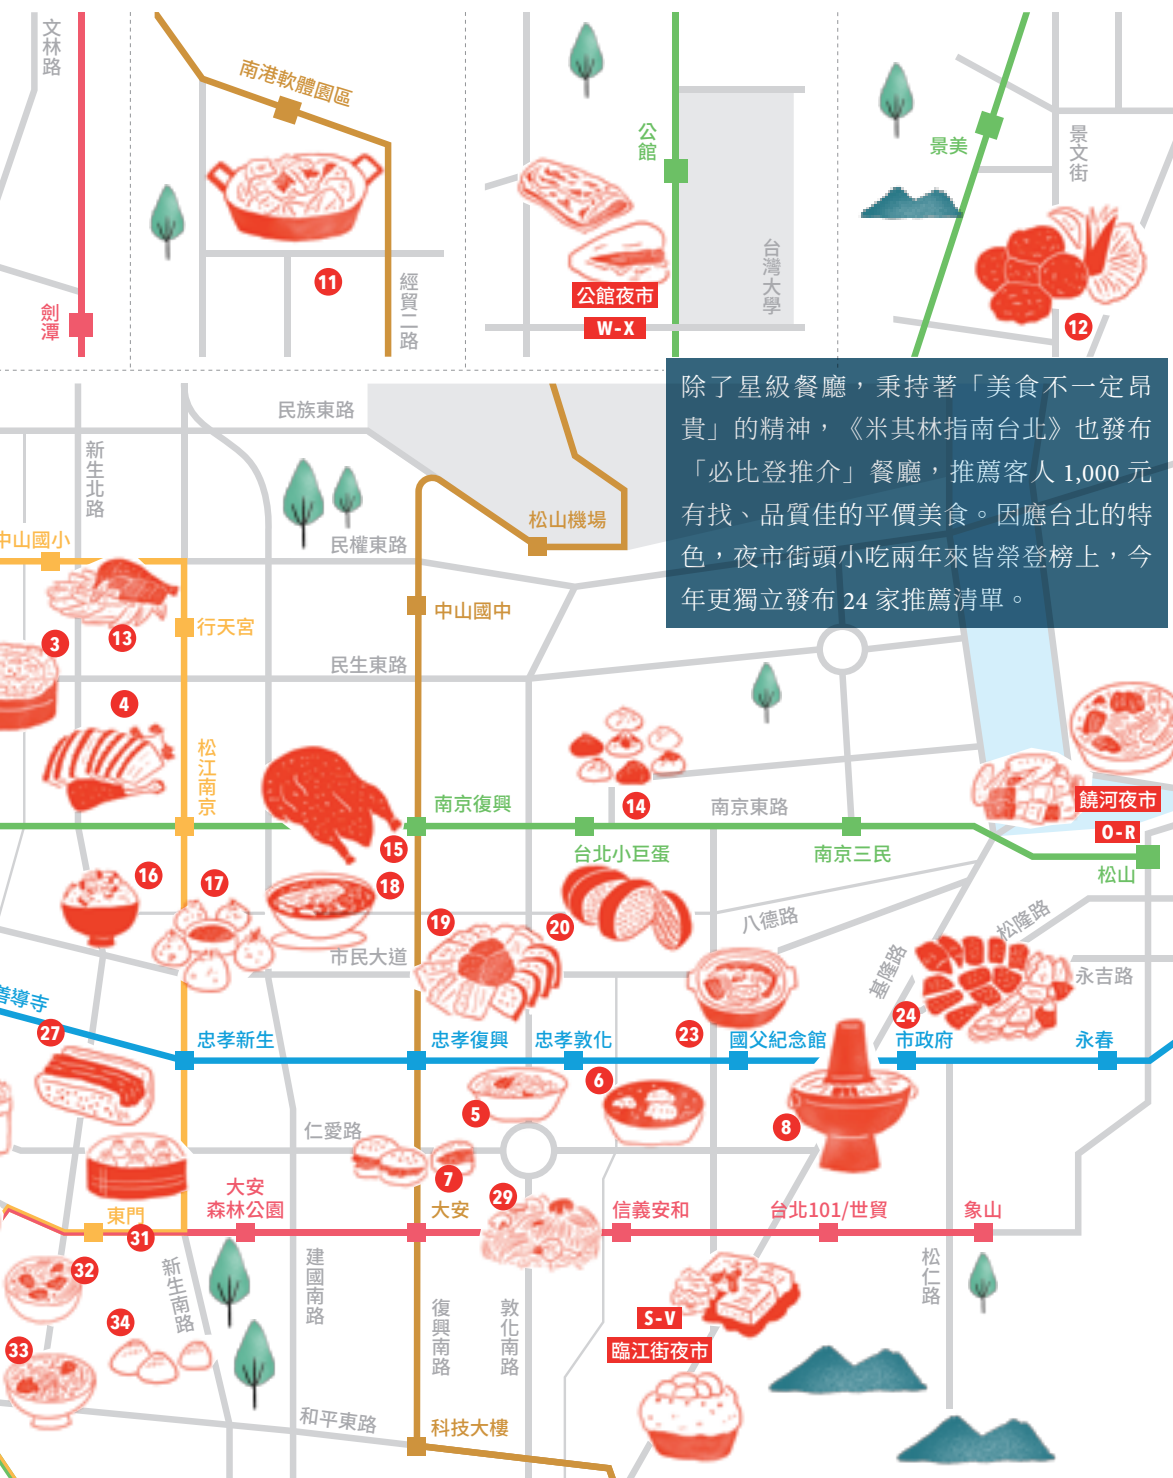 文林路
劍潭
南港軟體園區
11
經貿二路
公館
台灣大學
公館夜市
W-X
景美
景文街
12
除了星級餐廳，秉持著「美食不一定昂
貴」的精神，《米其林指南台北》也發布
「必比登推介」餐廳，推薦客人 1,000 元
有找、品質佳的平價美食。因應台北的特
色，夜市街頭小吃兩年來皆榮登榜上，今
年更獨立發布 24 家推薦清單。
民族東路
新生北路
松山機場
中山國小
民權東路
中山國中
13
行天宮
3
民生東路
4
松江南京
南京復興
14
南京東路
饒河夜市
O-R
15
台北小巨蛋
南京三民
松山
16
17
18
19
20
八德路
松隆路
市民大道
基隆路
永吉路
善導寺
27
忠孝新生
忠孝復興
忠孝敦化
23
國父紀念館
24
市政府
永春
5
6
8
仁愛路
7
大安
森林公園
東門
31
大安
29
信義安和
台北101/世貿
象山
32
新生南路
建國南路
復興南路
敦化南路
松仁路
33
34
S-V
臨江街夜市
和平東路
科技大樓